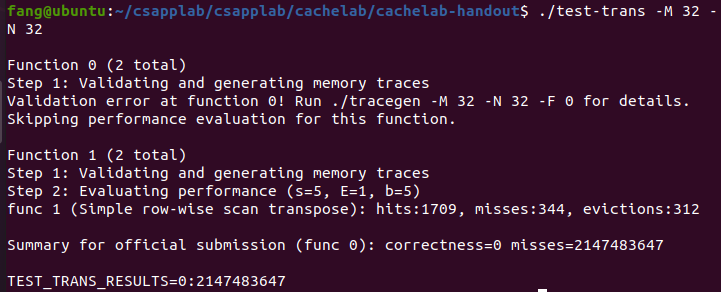 fang@ubuntu:~/csapplab/csapplab/cachelab/cachelab-handout$ ./test-trans -M 32 -
N 32
Function 0 (2 total)
Step 1: Validating and generating memory traces
Validation error at function 0! Run ./tracegen -M 32 -N 32 -F 0 for details.
Skipping performance evaluation for this function.
Function 1 (2 total)
Step 1: Validating and generating memory traces
Step 2: Evaluating performance (s=5, E=1, b=5)
func 1 (Simple row-wise scan transpose): hits:1709, misses:344, evictions:312
Summary for official submission (func 0): correctness=0 misses=2147483647
TEST_TRANS_RESULTS=0:2147483647